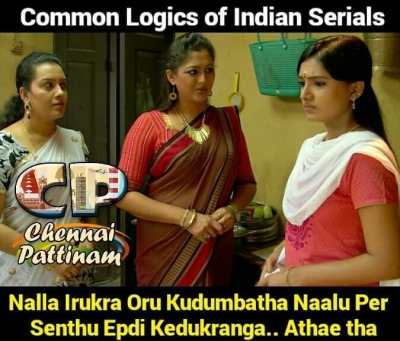 Common Logics of Indian Serials
CP
Chennai
Pattinam
Nalla Irukra Oru Kudumbatha Naalu Per
Senthu Epdi Kedukranga.. Athae tha